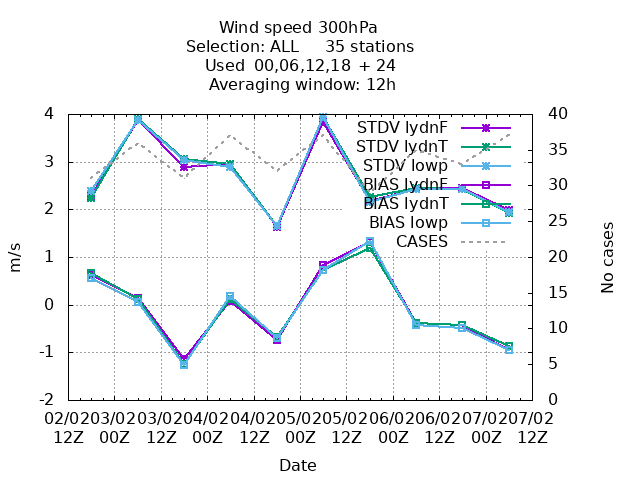 Wind speed 300hPa
Selection: ALL 35 stations
Used 00,06,12,18 + 24
Averaging window: 12h
4 40
STDV lydnF
35
STDV lydnT
3 STDV lowp
30
BIAS lydnF
BIAS lydnT
2
25
BIAS lowp
CASES
m/s
1 20
No cases
15
0
10
-1
5
-2 0
02/02 03/02 03/02 04/02 04/02 05/02 05/02 06/02 06/02 07/02 07/02
12Z 00Z 12Z 00Z 12Z 00Z 12Z 00Z 12Z 00Z 12Z
Date